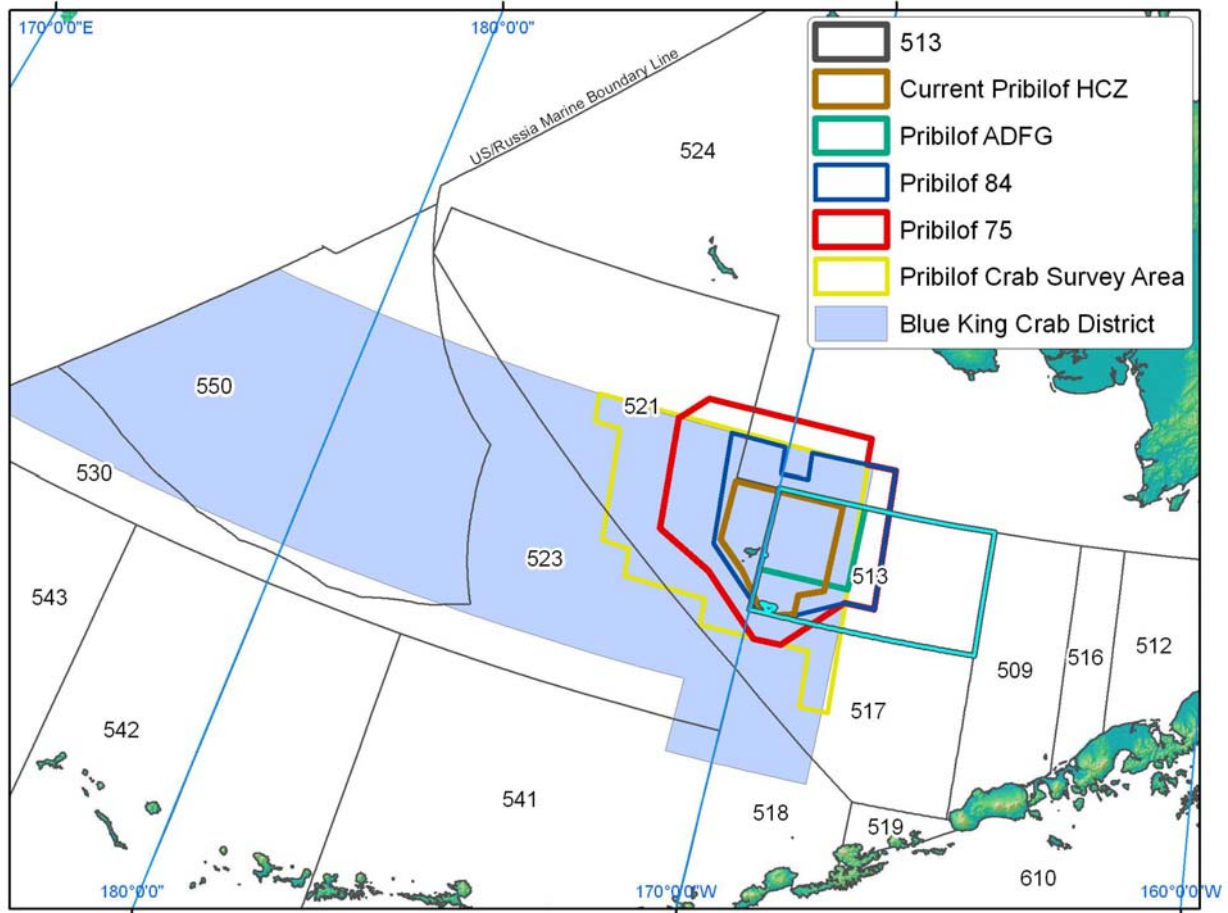 170°0'0"E
180°0'0"
US/Russia Marine Boundary Line
524
513
Current Pribilof HCZ
Pribilof ADFG
Pribilof 84
Pribilof 75
Pribilof Crab Survey Area
Blue King Crab District
550
521
530
523
513
543
509
516
512
517
542
541
518
519
610
180°0'0"
170°0'0"W
160°0'0"W